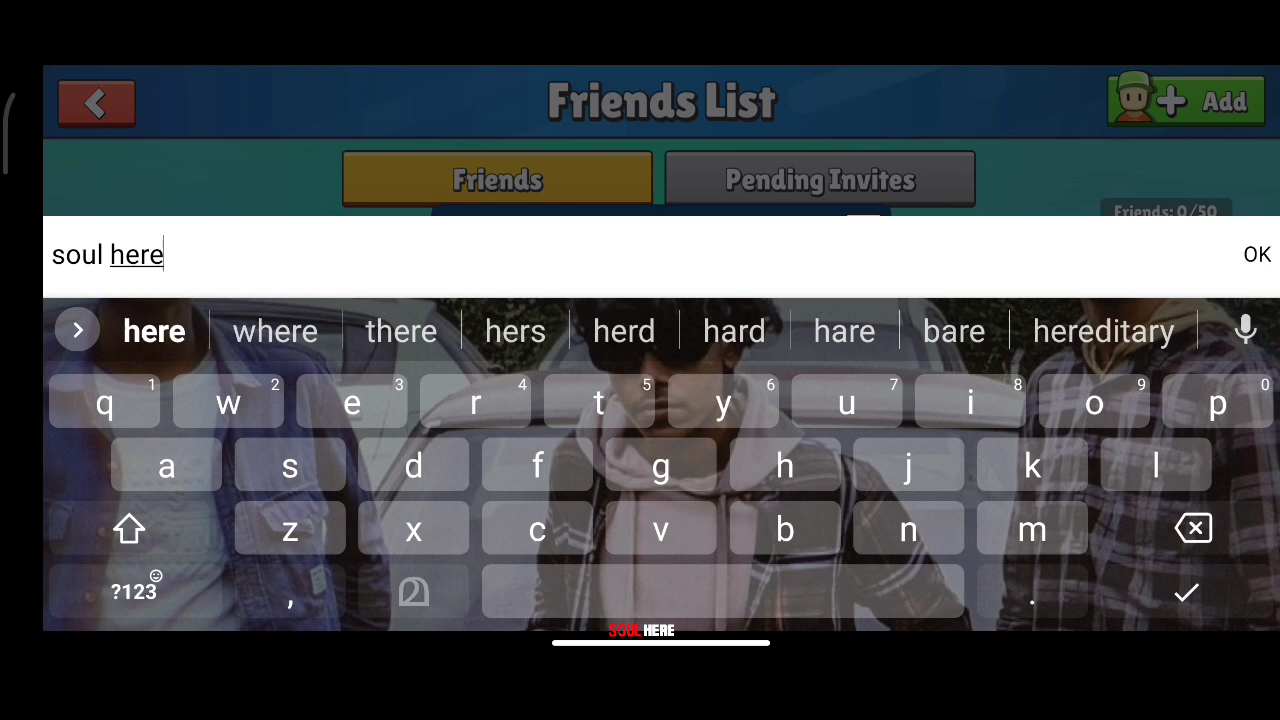 Friends List
Add
Friends
Pending Invites
Friends: 0/50
soul here
OK
here where there hers herd hard hare bare hereditary
q 1 w 2 e 3 r 4 t 5 y 6 u 7 i 8 o 9 p 0
a s d f g h j k l
z x c v b n m
?123 , മ .
SOUL HERE